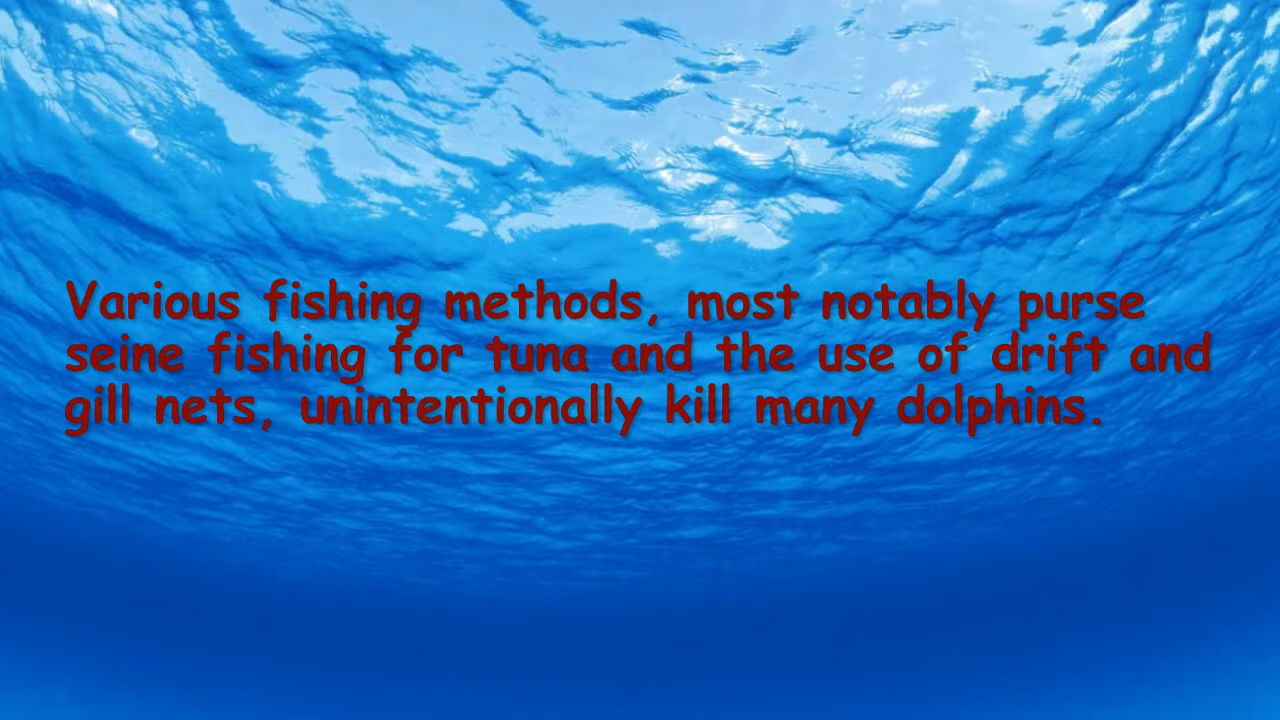 Various fishing methods, most notably purse
seine fishing for tuna and the use of drift and
gill nets, unintentionally kill many dolphins.